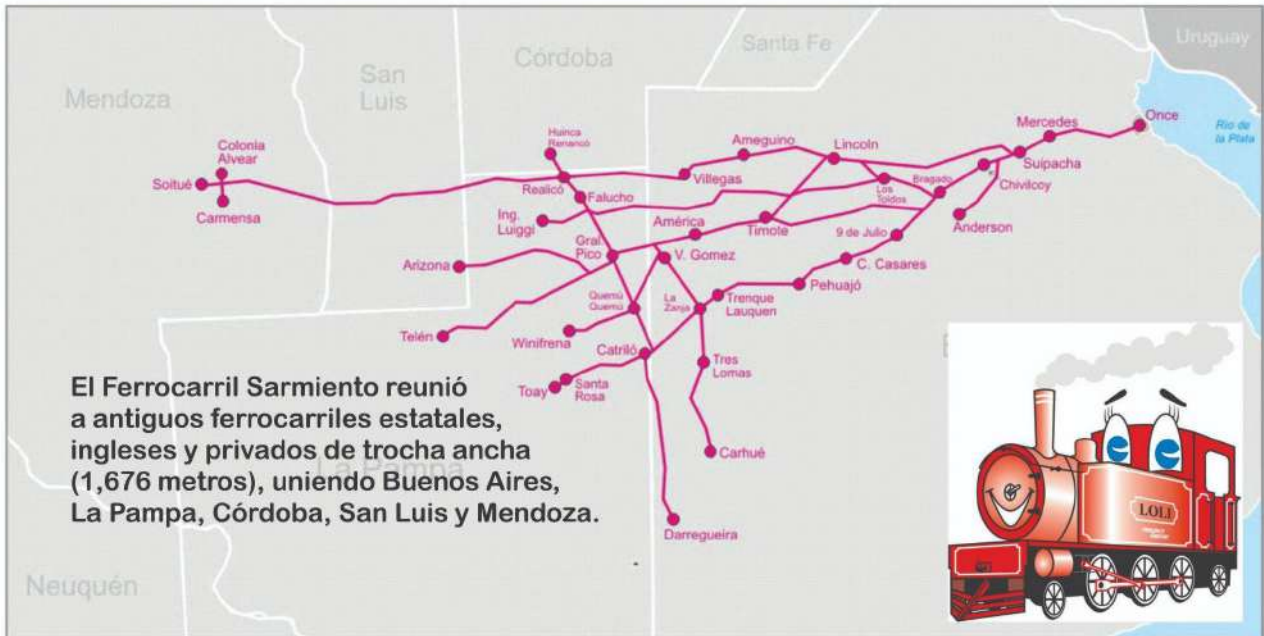 Uruguay
Santa Fe
Córdoba
San
Luis
Mendoza
Rio de
la Plata
Once
Mercedes
Suipacha
Chivilcoy
Anderson
Bragado
Lincoln
Los
Toldos
Ameguino
Villegas
Huinca
Renancó
Realicó
Falucho
Colonia
Alvear
Soitué
Carmensa
Ing.
Luiggi
América
Timote
9 de Julio
C. Casares
Pehuajó
Gral.
Pico
V. Gomez
Arizona
Quemú
Quemú
La
Zanja
Trenque
Lauquen
Telén
Winifrena
Catriló
Tres
Lomas
Toay
Santa
Rosa
Carhué
Darregueira
El Ferrocarril Sarmiento reunió
a antiguos ferrocarriles estatales,
ingleses y privados de trocha ancha
(1,676 metros), uniendo Buenos Aires,
La Pampa, Córdoba, San Luis y Mendoza.
La Pampa
Neuquén
LOLI